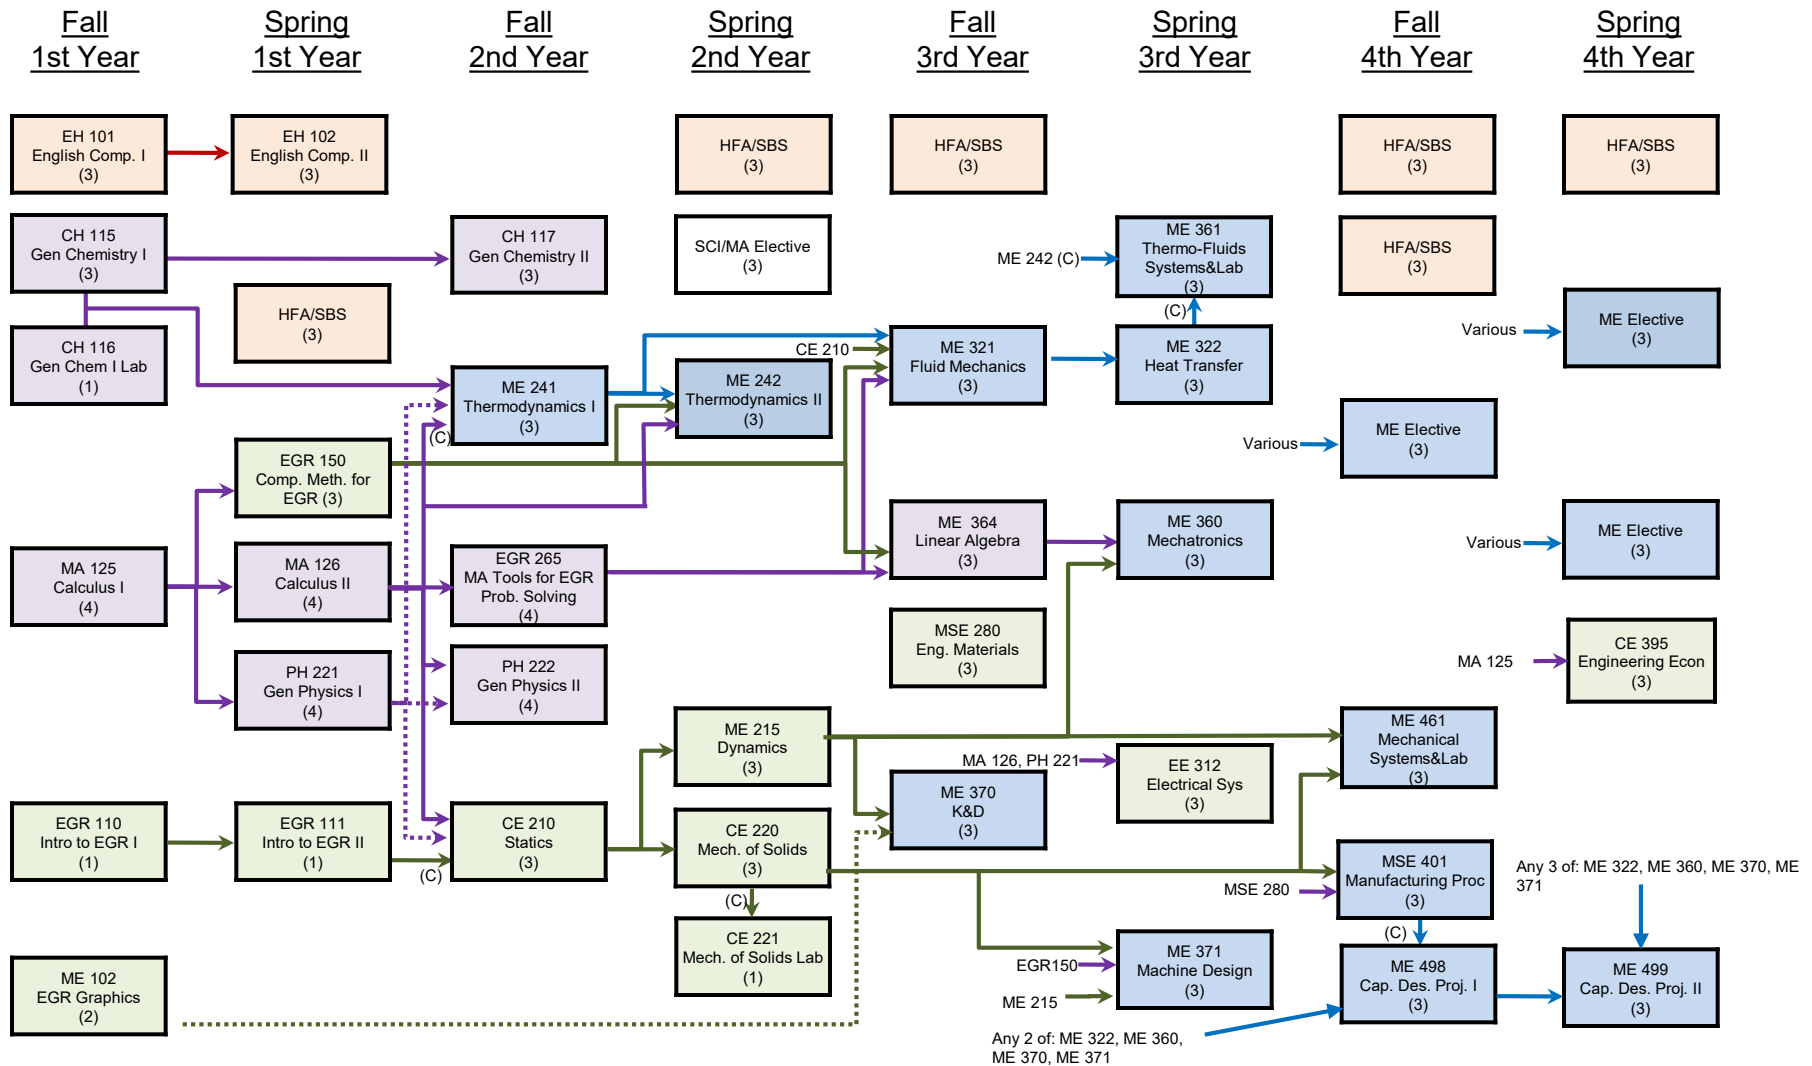 Fall
1st Year
Spring
1st Year
Fall
2nd Year
Spring
2nd Year
Fall
3rd Year
Spring
3rd Year
Fall
4th Year
Spring
4th Year
EH 101
English Comp. I
(3)
EH 102
English Comp. II
(3)
HFA/SBS
(3)
HFA/SBS
(3)
HFA/SBS
(3)
HFA/SBS
(3)
CH 115
Gen Chemistry I
(3)
CH 117
Gen Chemistry II
(3)
SCI/MA Elective
(3)
ME 242 (C)
ME 361
Thermo-Fluids
Systems&Lab
(3)
HFA/SBS
(3)
HFA/SBS
(3)
(C)
Various
ME Elective
(3)
CH 116
Gen Chem I Lab
(1)
CE 210
ME 321
Fluid Mechanics
(3)
ME 322
Heat Transfer
(3)
ME 241
Thermodynamics I
(3)
(C)
ME 242
Thermodynamics II
(3)
Various
ME Elective
(3)
EGR 150
Comp. Meth. for
EGR (3)
ME 364
Linear Algebra
(3)
ME 360
Mechatronics
(3)
Various
ME Elective
(3)
MA 125
Calculus I
(4)
MA 126
Calculus II
(4)
EGR 265
MA Tools for EGR
Prob. Solving
(4)
MSE 280
Eng. Materials
(3)
MA 125
CE 395
Engineering Econ
(3)
PH 221
Gen Physics I
(4)
PH 222
Gen Physics II
(4)
ME 215
Dynamics
(3)
MA 126, PH 221
EE 312
Electrical Sys
(3)
ME 461
Mechanical
Systems&Lab
(3)
ME 370
K&D
(3)
EGR 110
Intro to EGR I
(1)
EGR 111
Intro to EGR II
(1)
(C)
CE 210
Statics
(3)
CE 220
Mech. of Solids
(3)
(C)
MSE 280
MSE 401
Manufacturing Proc
(3)
(C)
Any 3 of: ME 322, ME 360, ME 370, ME
371
CE 221
Mech. of Solids Lab
(1)
EGR150
ME 215
ME 371
Machine Design
(3)
ME 102
EGR Graphics
(2)
ME 498
Cap. Des. Proj. I
(3)
ME 499
Cap. Des. Proj. II
(3)
Any 2 of: ME 322, ME 360,
ME 370, ME 371